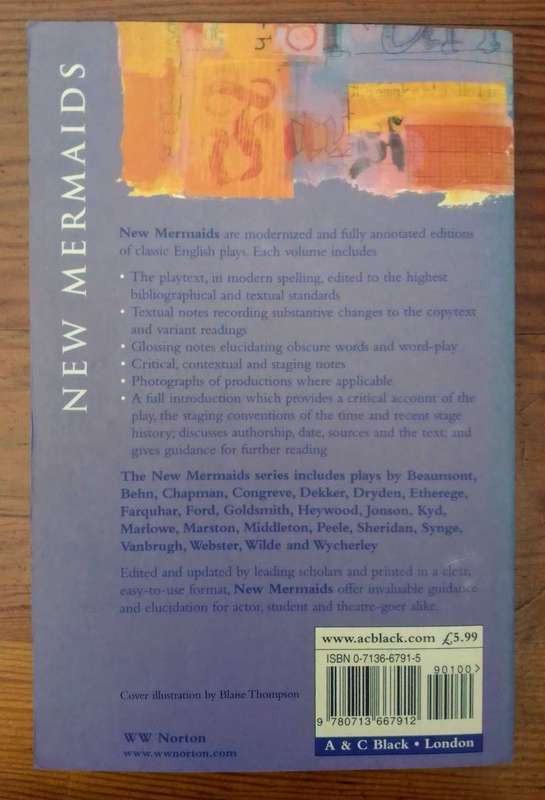 NEW MERMAIDS
New Mermaids are modernized and fully annotated editions
of classic English plays. Each volume includes
• The playtext, in modern spelling, edited to the highest
bibliographical and textual standards
• Textual notes recording substantive changes to the copytext
and variant readings
• Glossing notes elucidating obscure words and word-play
• Critical, contextual and staging notes
• Photographs of productions where applicable
• A full introduction which provides a critical account of the
play, the staging conventions of the time and recent stage
history; discusses authorship, date, sources and the text; and
gives guidance for further reading
The New Mermaids series includes plays by Beaumont,
Behn, Chapman, Congreve, Dekker, Dryden, Etherege,
Farquhar, Ford, Goldsmith, Heywood, Jonson, Kyd,
Marlowe, Marston, Middleton, Peele, Sheridan, Synge,
Vanbrugh, Webster, Wilde and Wycherley
Edited and updated by leading scholars and printed in a clear,
easy-to-use format, New Mermaids offer invaluable guidance
and elucidation for actor, student and theatre-goer alike.
www.acblack.com £5.99
ISBN 0-7136-6791-5
90100>
9 780713 667912
A & C Black • London
Cover illustration by Blaise Thompson
WW Norton
www.wwnorton.com